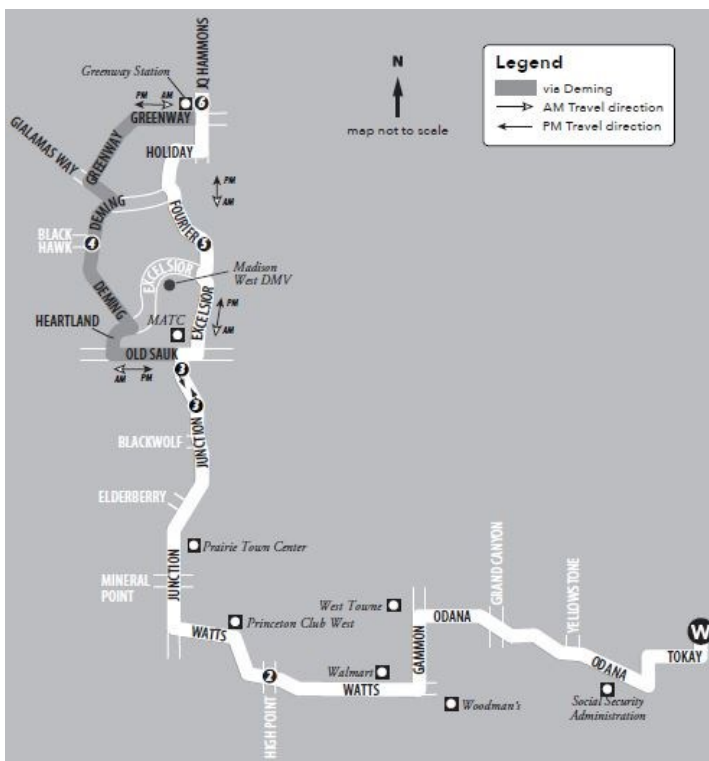 JQ HAMMONS
Greenway Station
PM AM
6
GREENWAY
N
map not to scale
Legend
via Deming
AM Travel direction
PM Travel direction
GIALAMAS WAY
GREENWAY
HOLIDAY
PM
AM
DEMING
FOURIER
BLACK
HAWK
4
5
EXCELSIOR
Madison
West DMV
DEMING
EXCELSIOR
PM
AM
HEARTLAND
MATC
OLD SAUK
AM PM
3
3
JUNCTION
BLACKWOLF
ELDERBERRY
Prairie Town Center
MINERAL
POINT
JUNCTION
WATTS
Princeton Club West
West Towne
GAMMON
ODANA
GRAND CANYON
YELLOWSTONE
W
TOKAY
ODANA
2
HIGH POINT
Walmart
WATTS
Woodman's
Social Security
Administration